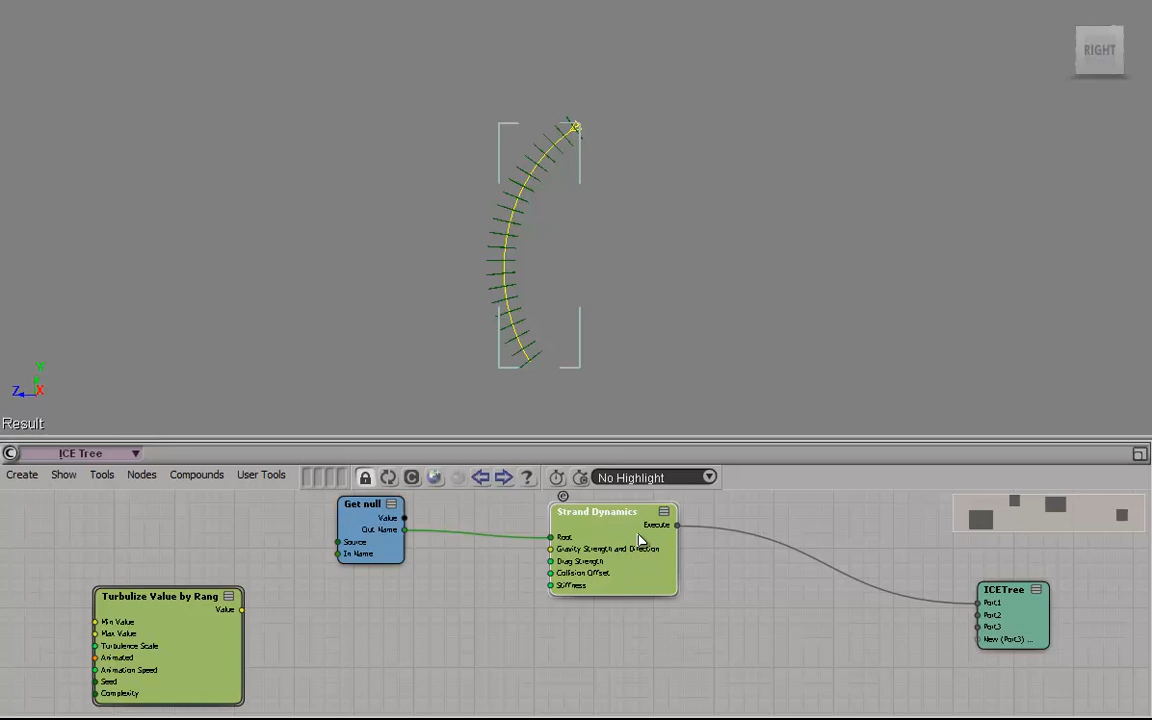 RIGHT
Y
Z
X
Result
ICE Tree
Create Show Tools Nodes Compounds User Tools
No Highlight
Get null
Value
Out Name
Source
In Name
Strand Dynamics
Execute
Root
Gravity Strength and Direction
Drag Strength
Collision Offset
Stiffness
Turbulize Value by Rang
Value
Min Value
Max Value
Turbulence Scale
Animated
Animation Speed
Seed
Complexity
ICETree
Port1
Port2
Port3
New (Port3) ...